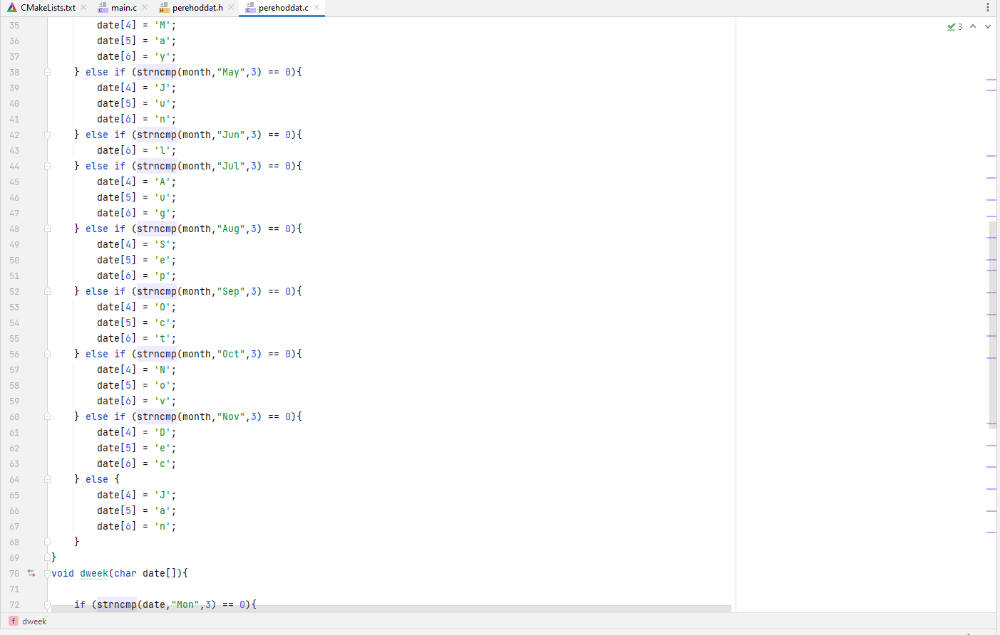 CMakeLists.txt main.c perehoddat.h perehoddat.c
35 date[4] = 'M'; 3
36 date[5] = 'a';
37 date[6] = 'y';
38 } else if (strncmp(month,"May",3) == 0){
39 date[4] = 'J';
40 date[5] = 'u';
41 date[6] = 'n';
42 } else if (strncmp(month,"Jun",3) == 0){
43 date[6] = 'l';
44 } else if (strncmp(month,"Jul",3) == 0){
45 date[4] = 'A';
46 date[5] = 'u';
47 date[6] = 'g';
48 } else if (strncmp(month,"Aug",3) == 0){
49 date[4] = 'S';
50 date[5] = 'e';
51 date[6] = 'p';
52 } else if (strncmp(month,"Sep",3) == 0){
53 date[4] = 'O';
54 date[5] = 'c';
55 date[6] = 't';
56 } else if (strncmp(month,"Oct",3) == 0){
57 date[4] = 'N';
58 date[5] = 'o';
59 date[6] = 'v';
60 } else if (strncmp(month,"Nov",3) == 0){
61 date[4] = 'D';
62 date[5] = 'e';
63 date[6] = 'c';
64 } else {
65 date[4] = 'J';
66 date[5] = 'a';
67 date[6] = 'n';
68 }
69 }
70 void dweek(char date[]){
71
72 if (strncmp(date,"Mon",3) == 0){
f dweek